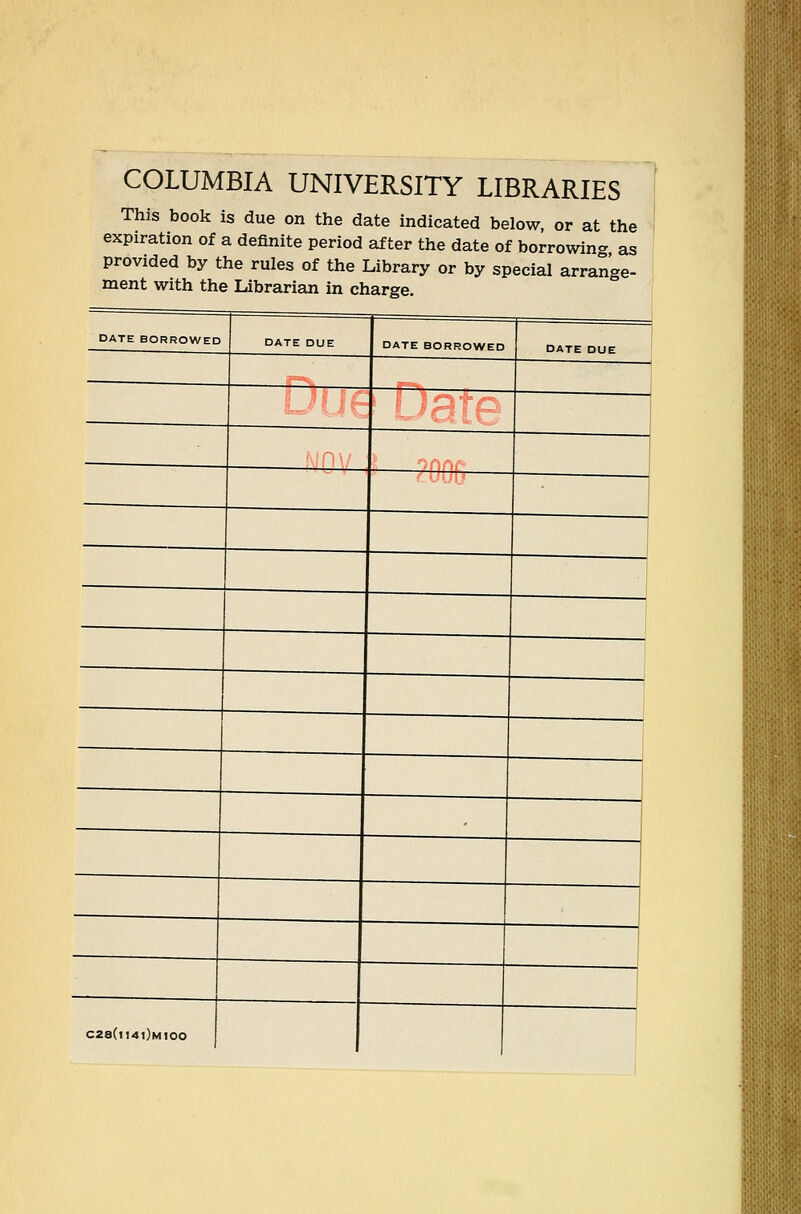 COLUMBIA UNIVERSITY LIBRARIES
This book is due on the date indicated below, or at the
expiration of a definite period after the date of borrowing, as
provided by the rules of the Library or by special arrange-
ment with the Librarian in charge.
DATE BORROWED DATE DUE DATE BORROWED DATE DUE
Due Date
NOV 2006
C28(1141)M100